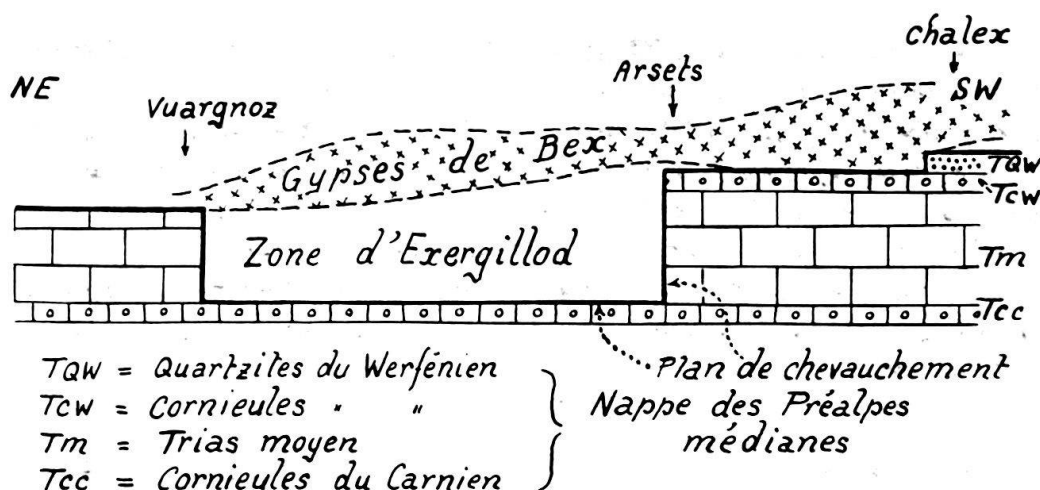 chalex
NE
Arsets
SW
Vuargnoz
Gypses de Bex
TQW
Tcw
Zone d'Exergillod
Tm
Tcc
TQW = Quartzites du Werfénien
Tcw = Cornieules " "
Tm = Trias moyen
Tcc = Cornieules du Carnien
Plan de chevauchement
Nappe des Préalpes
médianes